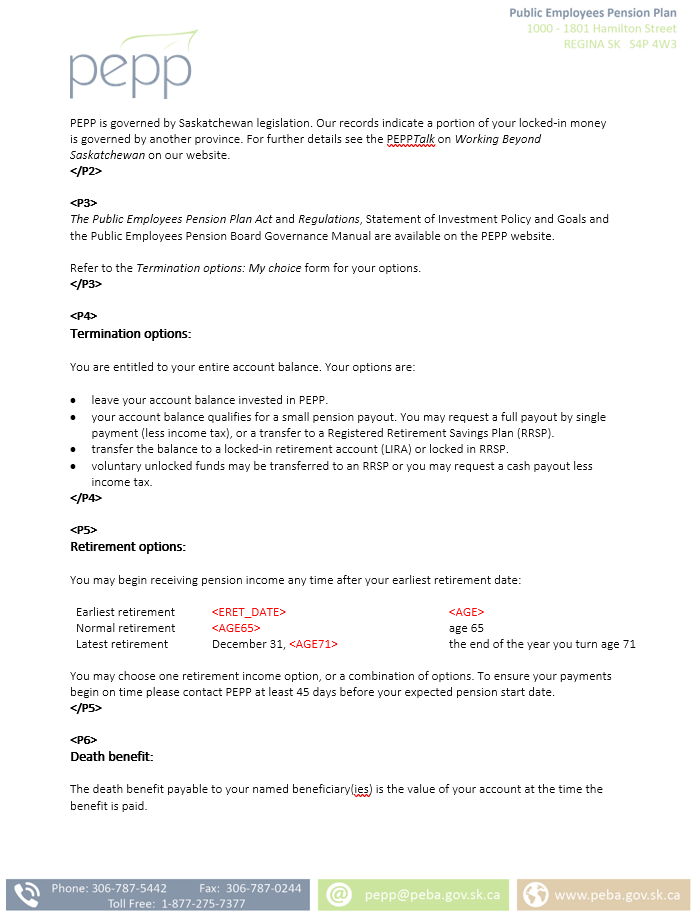 Public Employees Pension Plan
1000 - 1801 Hamilton Street
REGINA SK S4P 4W3
pepp
PEPP is governed by Saskatchewan legislation. Our records indicate a portion of your locked-in money
is governed by another province. For further details see the PEPPTalk on Working Beyond
Saskatchewan on our website.
</P2>
<P3>
The Public Employees Pension Plan Act and Regulations, Statement of Investment Policy and Goals and
the Public Employees Pension Board Governance Manual are available on the PEPP website.
Refer to the Termination options: My choice form for your options.
</P3>
<P4>
Termination options:
You are entitled to your entire account balance. Your options are:
• leave your account balance invested in PEPP.
• your account balance qualifies for a small pension payout. You may request a full payout by single
payment (less income tax), or a transfer to a Registered Retirement Savings Plan (RRSP).
• transfer the balance to a locked-in retirement account (LIRA) or locked in RRSP.
• voluntary unlocked funds may be transferred to an RRSP or you may request a cash payout less
income tax.
</P4>
<P5>
Retirement options:
You may begin receiving pension income any time after your earliest retirement date:
Earliest retirement <ERET_DATE> <AGE>
Normal retirement <AGE65> age 65
Latest retirement December 31, <AGE71> the end of the year you turn age 71
You may choose one retirement income option, or a combination of options. To ensure your payments
begin on time please contact PEPP at least 45 days before your expected pension start date.
</P5>
<P6>
Death benefit:
The death benefit payable to your named beneficiary(ies) is the value of your account at the time the
benefit is paid.
Phone: 306-787-5442 Fax: 306-787-0244
Toll Free: 1-877-275-7377
@ pepp@peba.gov.sk.ca
www.peba.gov.sk.ca